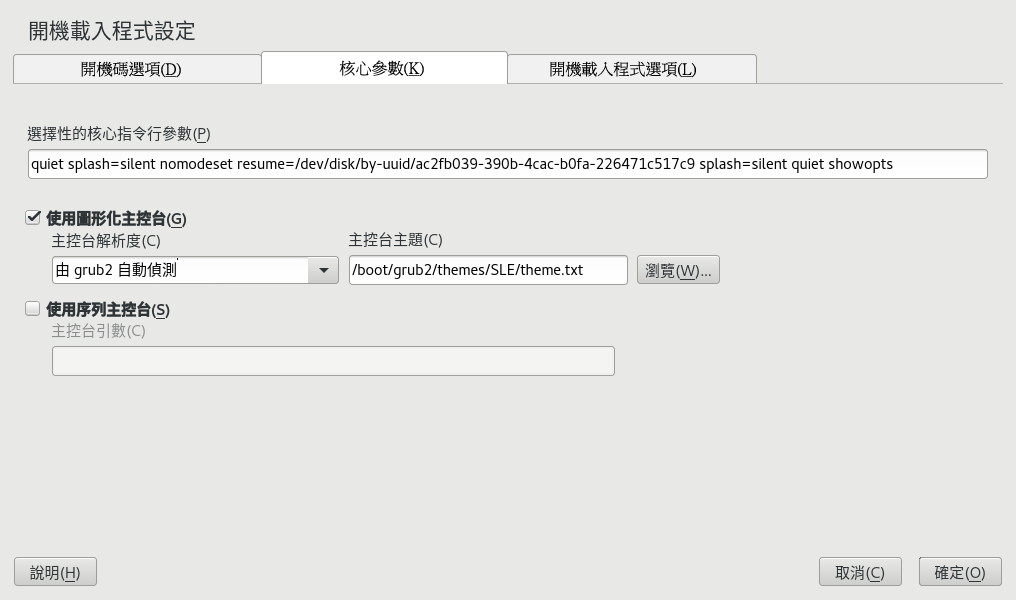 開機載入程式設定
開機碼選項(D) 核心參數(K) 開機載入程式選項(L)
選擇性的核心指令行參數(P)
quiet splash=silent nomodeset resume=/dev/disk/by-uuid/ac2fb039-390b-4cac-b0fa-226471c517c9 splash=silent quiet showopts
使用圖形化主控台(G)
主控台解析度(C) 主控台主題(C)
由 grub2 自動偵測 /boot/grub2/themes/SLE/theme.txt 瀏覽(W)...
使用序列主控台(S)
主控台引數(C)
說明(H) 取消(C) 確定(O)